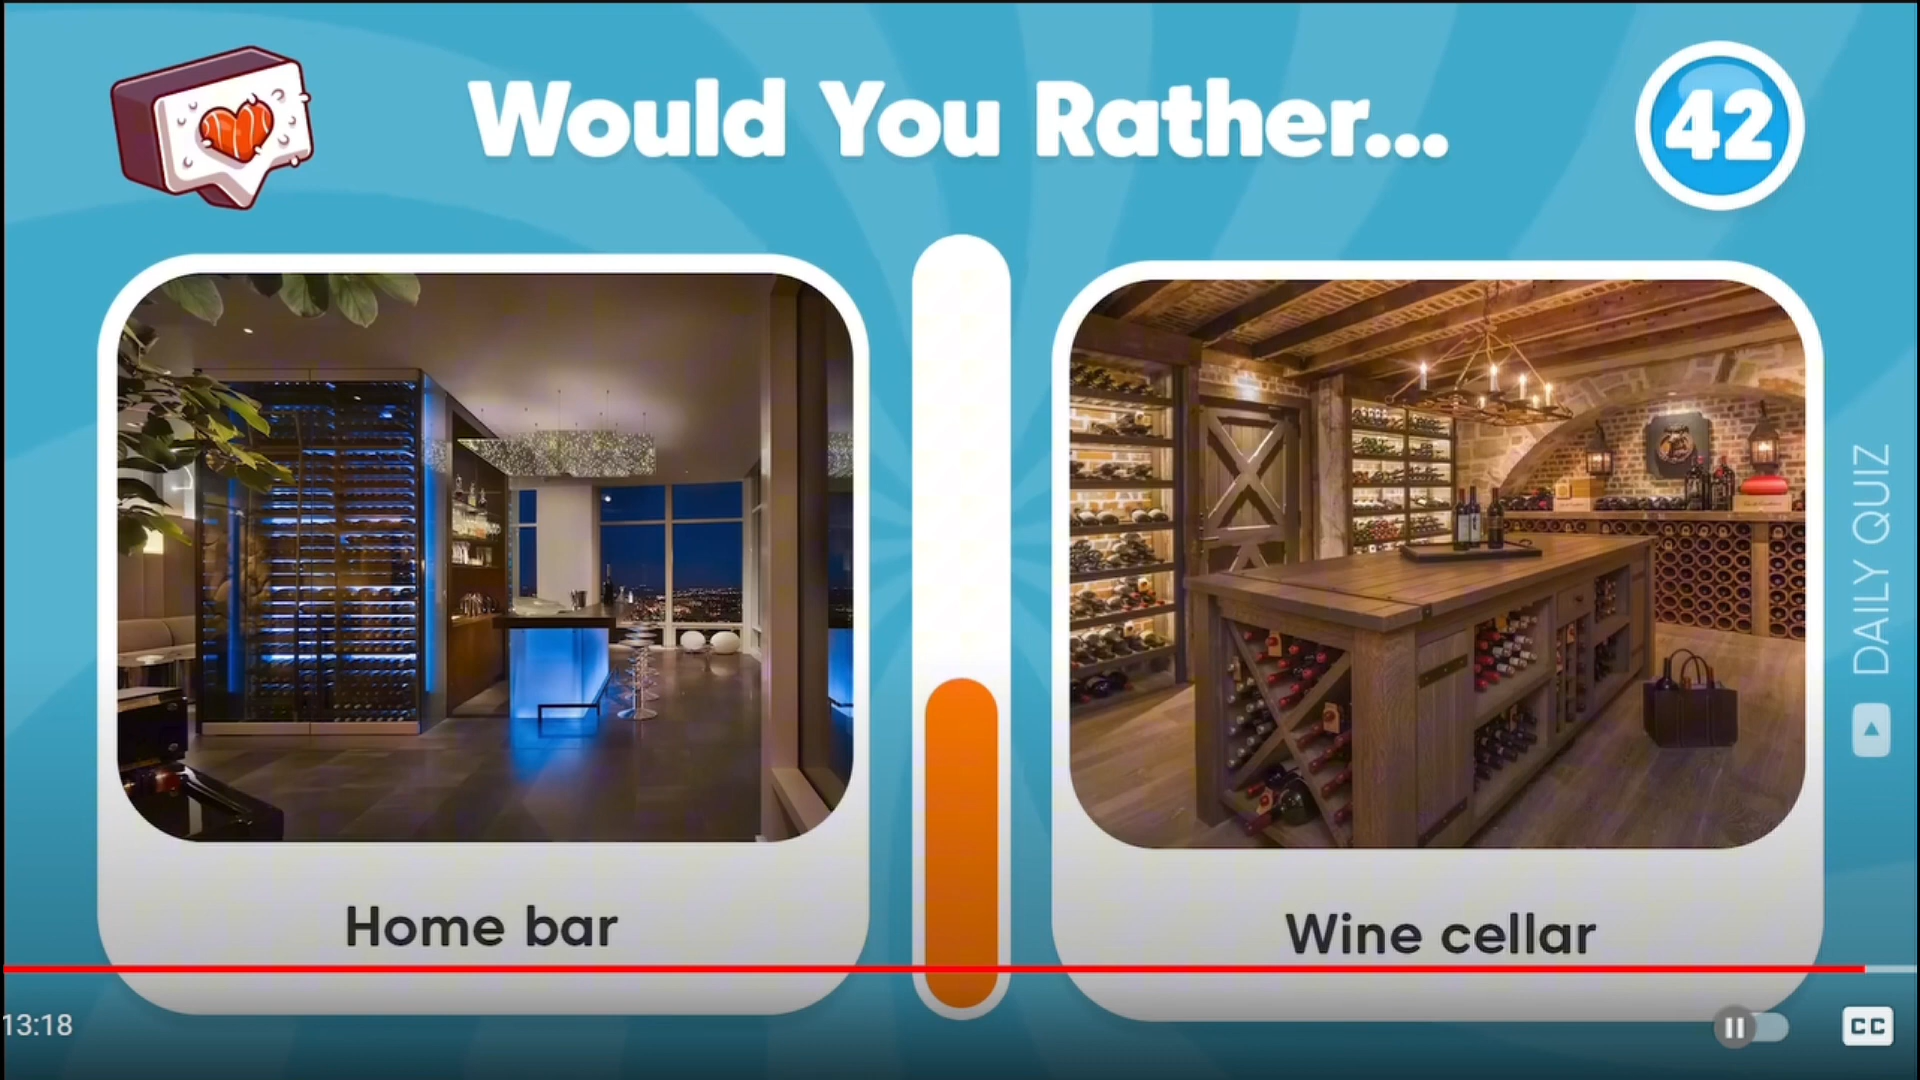 Would You Rather...
42
Home bar
Wine cellar
DAILY QUIZ
13:18
CC